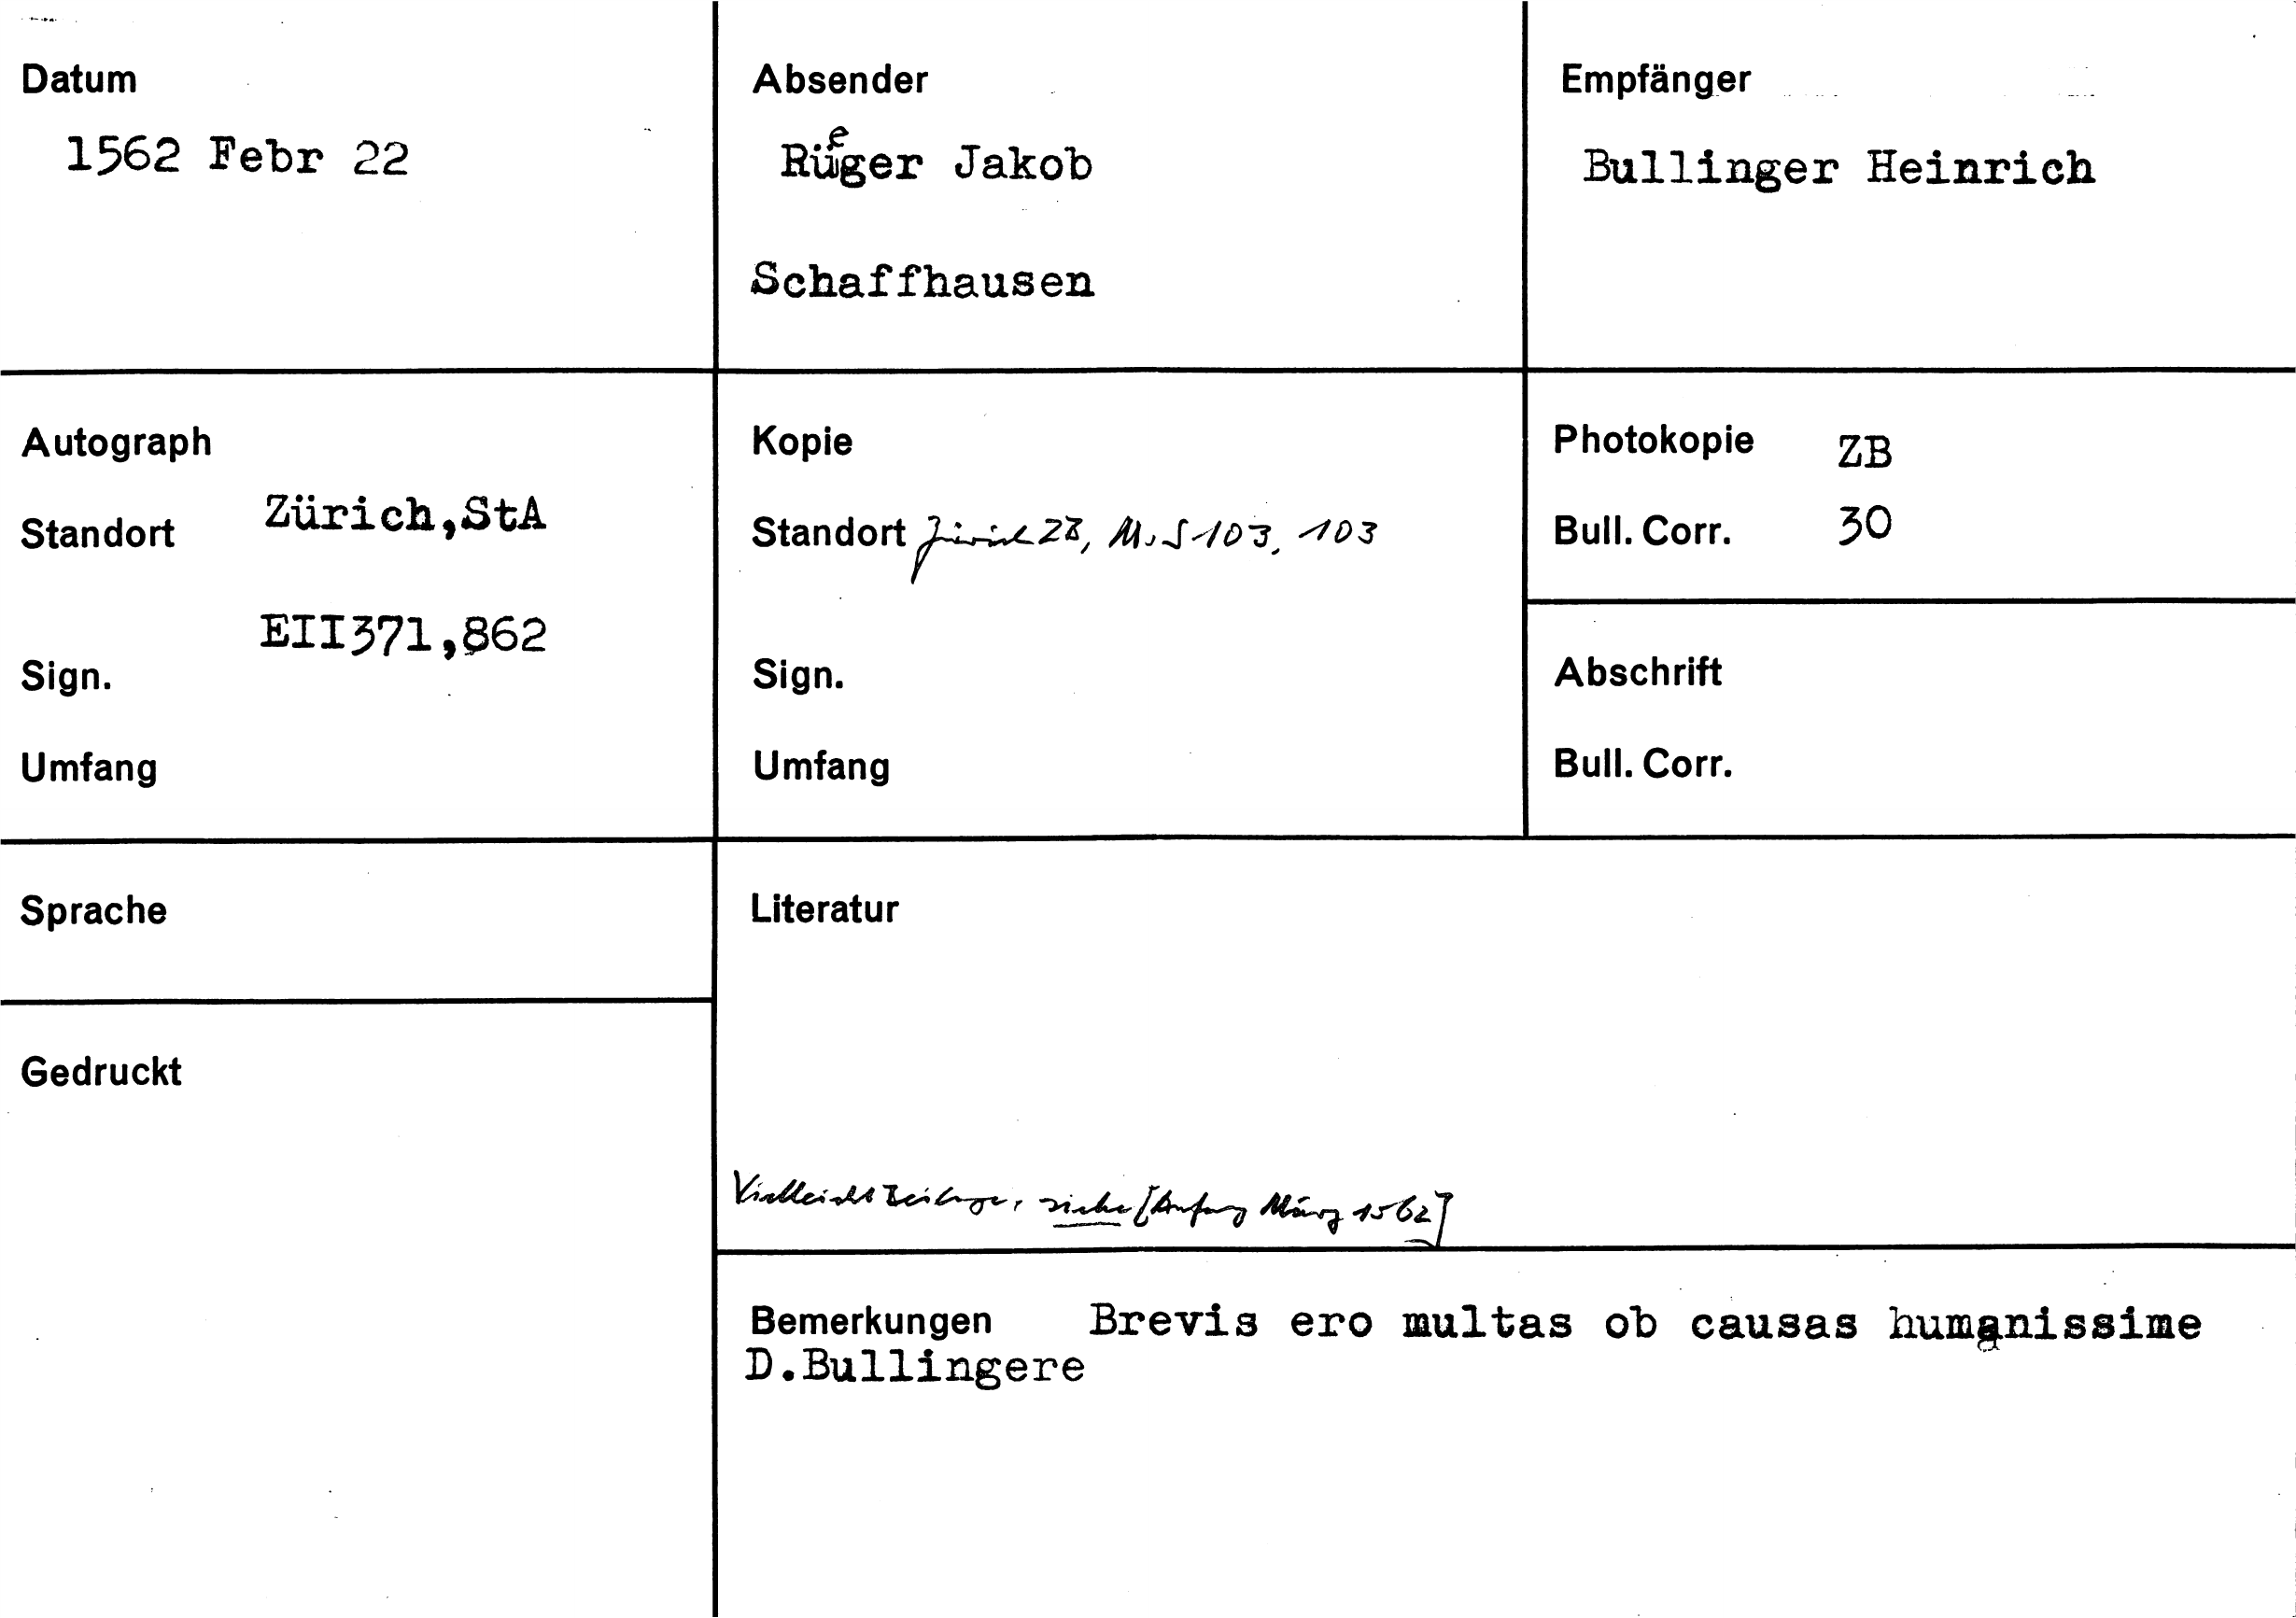 Datum
1562 Febr 22
Absender
Rüeger Jakob
Schaffhausen
Empfänger
Bullinger Heinrich
Autograph
Standort Zürich,StA
EII371,862
Sign.
Umfang
Kopie
Standort Zürich ZB, Ms S 103, 103
Sign.
Umfang
Photokopie ZB
Bull. Corr. 30
Abschrift
Bull. Corr.
Sprache
Gedruckt
Literatur
Vielleicht Beilage, siehe [Anfang März 1562]
Bemerkungen Brevis ero multas ob causas humanissime
D.Bullingere